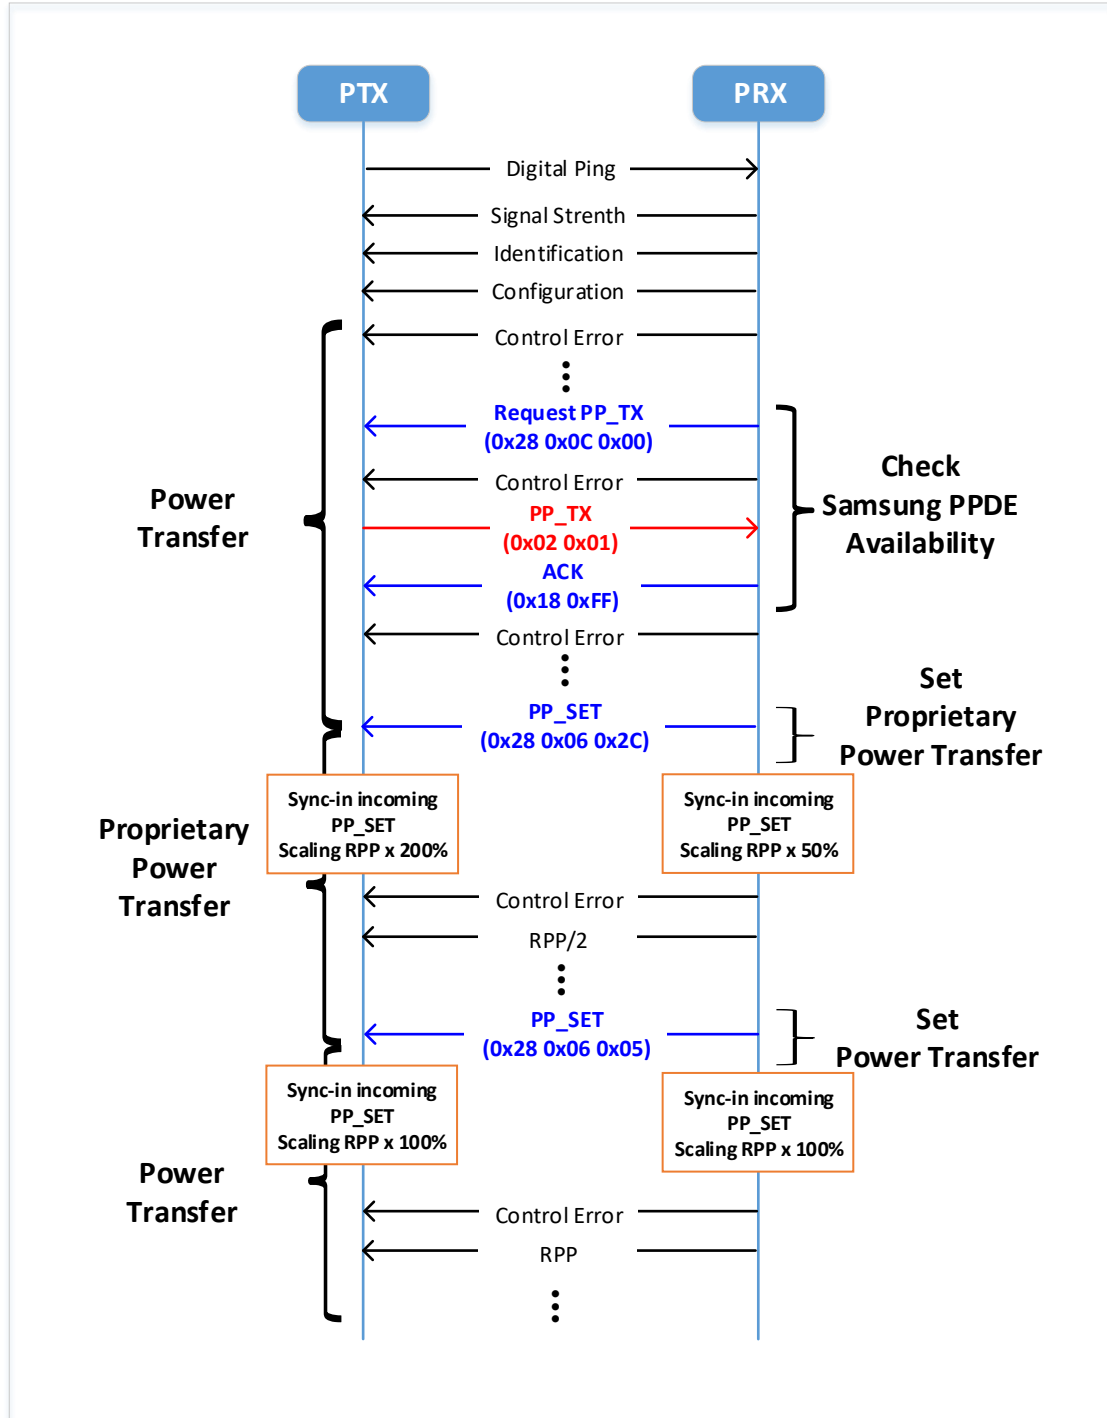 PTX
PRX
Digital Ping
Signal Strenth
Identification
Configuration
Control Error
Request PP_TX
(0x28 0x0C 0x00)
Control Error
PP_TX
(0x02 0x01)
ACK
(0x18 0xFF)
Control Error
Power
Transfer
Check
Samsung PPDE
Availability
PP_SET
(0x28 0x06 0x2C)
Set
Proprietary
Power Transfer
Sync-in incoming
PP_SET
Scaling RPP x 200%
Sync-in incoming
PP_SET
Scaling RPP x 50%
Proprietary
Power
Transfer
Control Error
RPP/2
PP_SET
(0x28 0x06 0x05)
Set
Power Transfer
Sync-in incoming
PP_SET
Scaling RPP x 100%
Sync-in incoming
PP_SET
Scaling RPP x 100%
Power
Transfer
Control Error
RPP